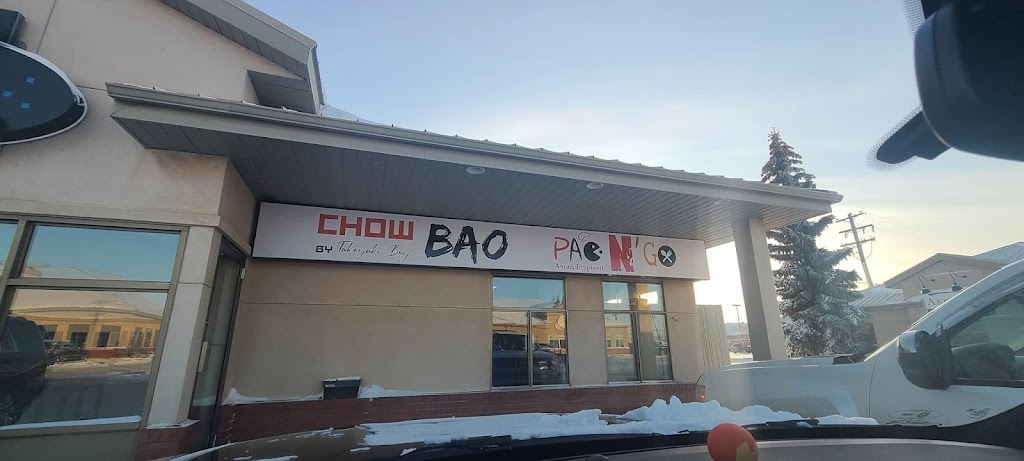 CHOW
BY Takoyaki Boy
BAO
PAC N' GO
Asian Inspired